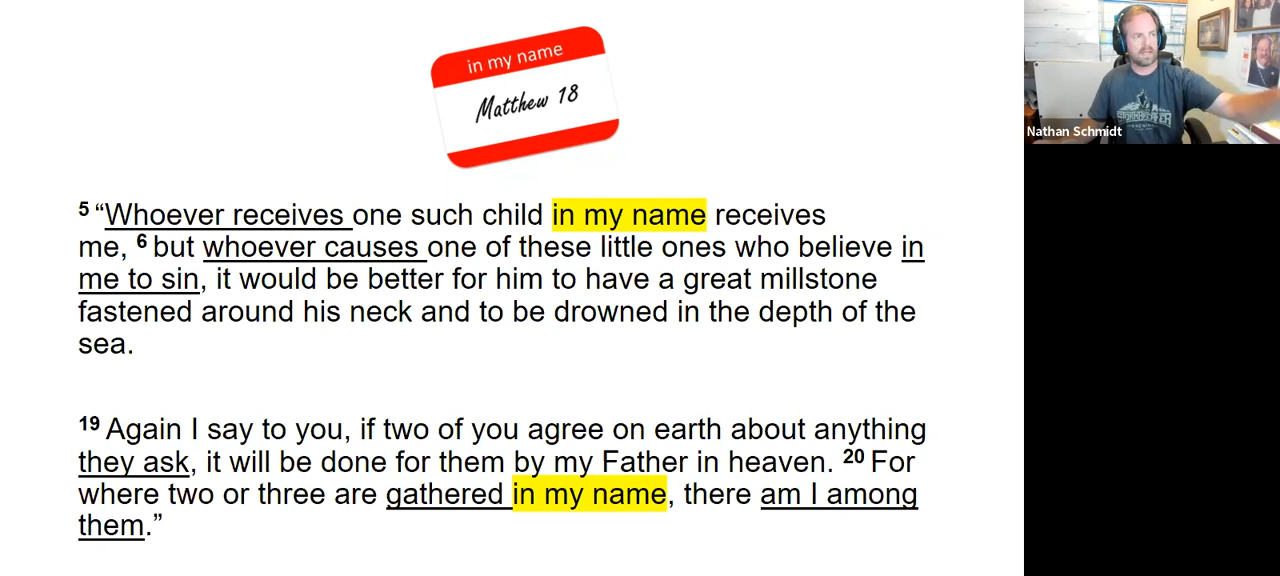 in my name
Matthew 18
5 “Whoever receives one such child in my name receives
me, 6 but whoever causes one of these little ones who believe in
me to sin, it would be better for him to have a great millstone
fastened around his neck and to be drowned in the depth of the
sea.
19 Again I say to you, if two of you agree on earth about anything
they ask, it will be done for them by my Father in heaven. 20 For
where two or three are gathered in my name, there am I among
them.”
Nathan Schmidt